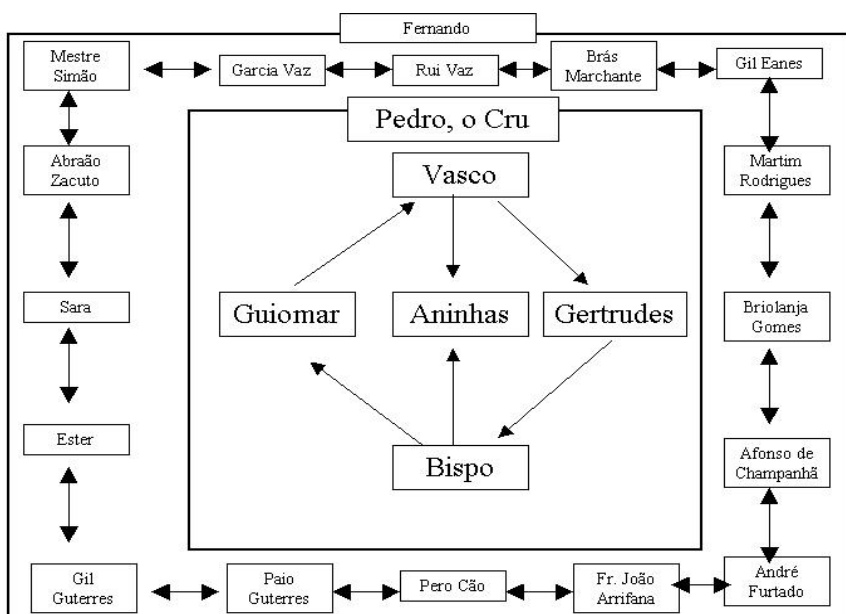 Fernando
Mestre
Simão
Garcia Vaz
Rui Vaz
Brás
Marchante
Gil Eanes
Pedro, o Cru
Abraão
Zacuto
Vasco
Martim
Rodrigues
Sara
Guiomar
Aninhas
Gertrudes
Briolanja
Gomes
Ester
Bispo
Afonso de
Champanhã
Gil
Guterres
Paio
Guterres
Pero Cão
Fr. João
Arrifana
André
Furtado